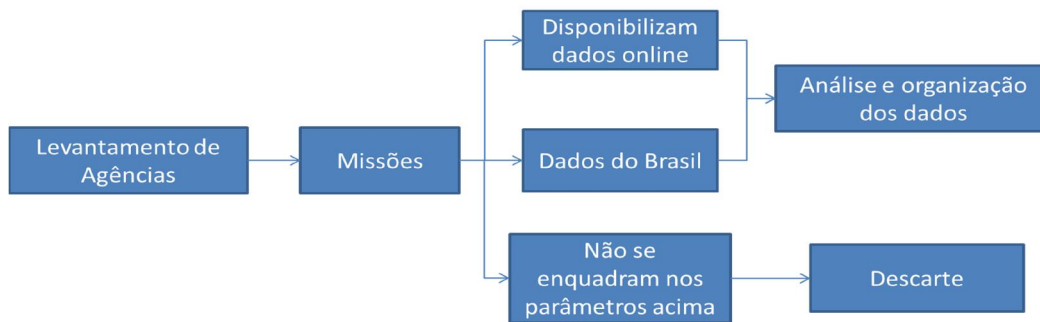 Levantamento de
Agências
Missões
Disponibilizam
dados online
Dados do Brasil
Não se
enquadram nos
parâmetros acima
Análise e organização
dos dados
Descarte